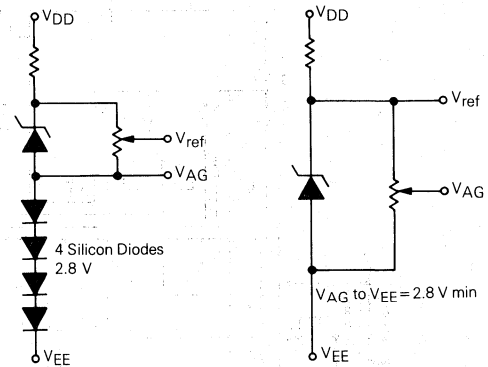 VDD
Vref
VAG
4 Silicon Diodes
2.8 V
VEE
VDD
Vref
VAG
VAG to VEE = 2.8 V min
VEE